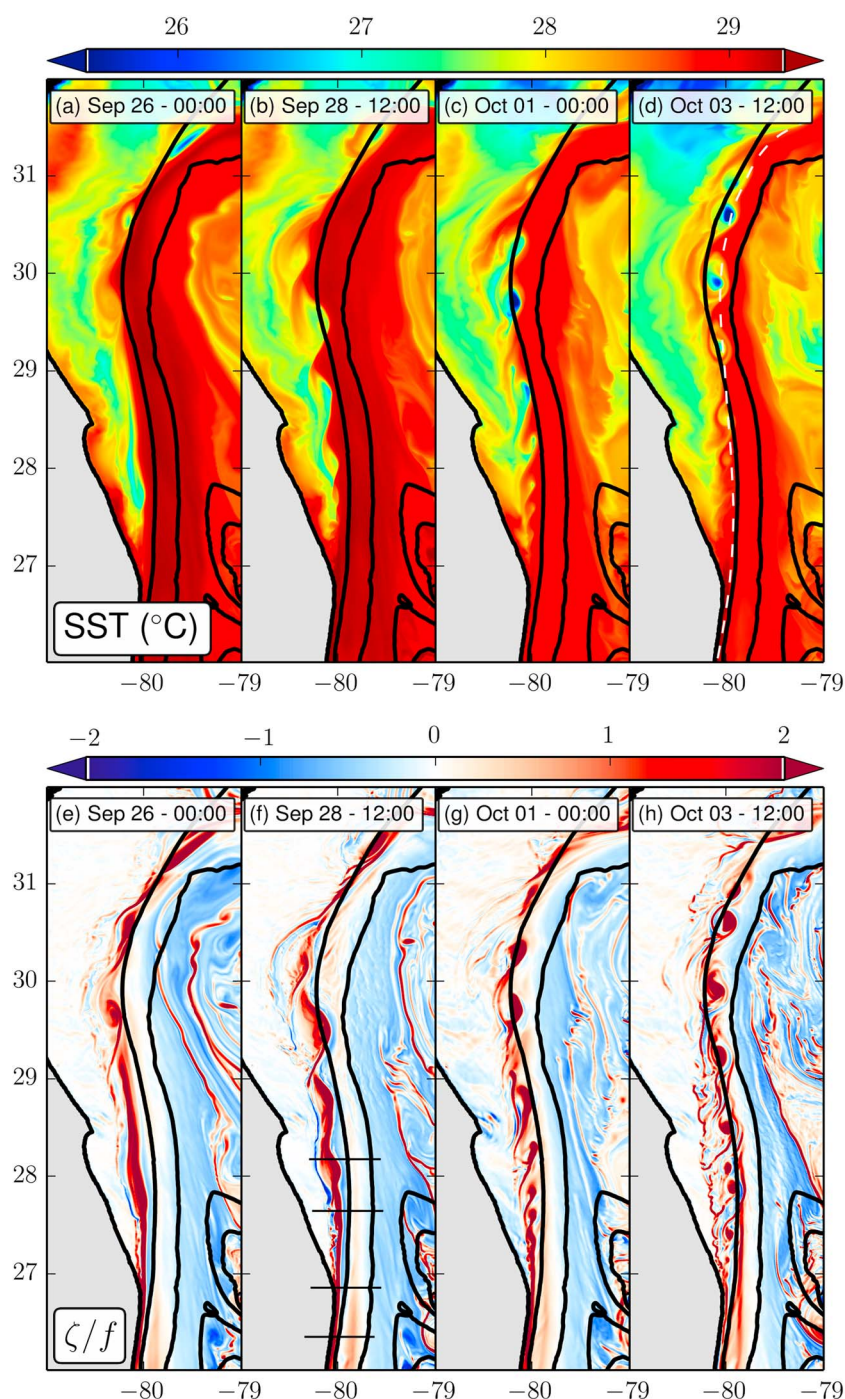 26 27 28 29
(a) Sep 26 - 00:00 (b) Sep 28 - 12:00 (c) Oct 01 - 00:00 (d) Oct 03 - 12:00
31
30
29
28
27
SST (°C)
−80 −79 −80 −79 −80 −79 −80 −79
−2 −1 0 1 2
(e) Sep 26 - 00:00 (f) Sep 28 - 12:00 (g) Oct 01 - 00:00 (h) Oct 03 - 12:00
31
30
29
28
27
ζ/f
−80 −79 −80 −79 −80 −79 −80 −79